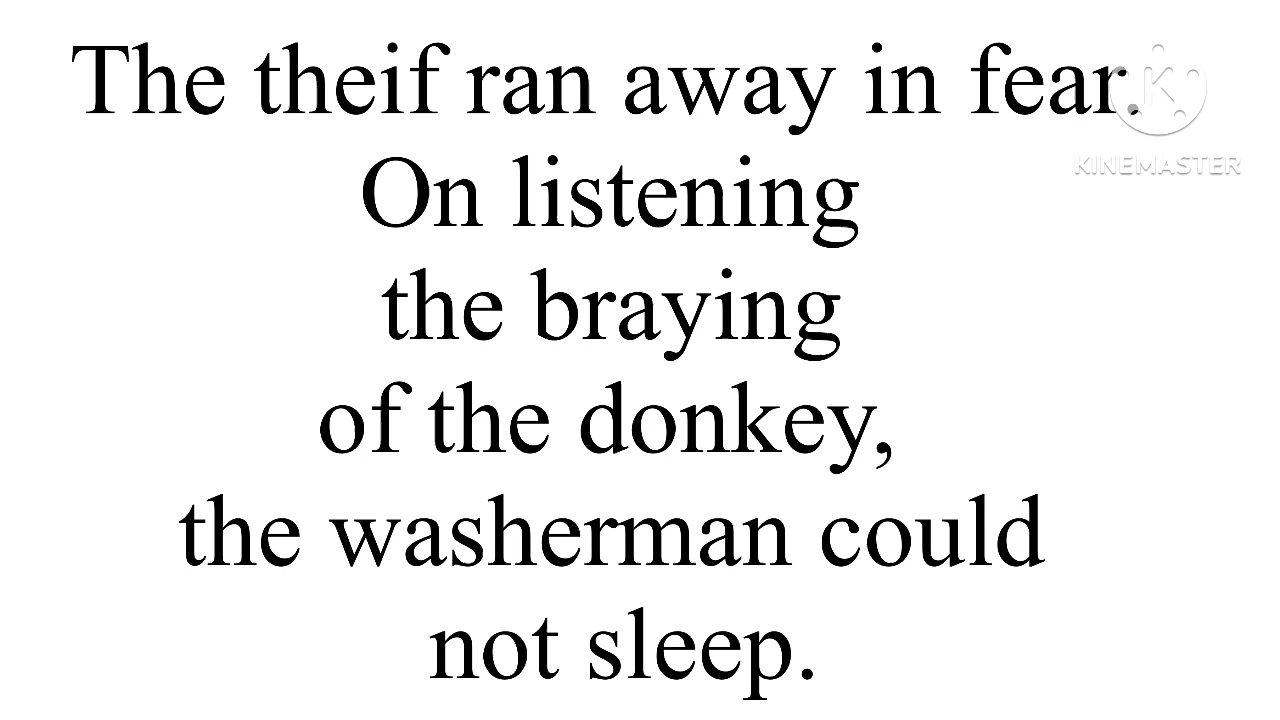 The theif ran away in fear.
KINEMASTER
On listening
the braying
of the donkey,
the washerman could
not sleep.